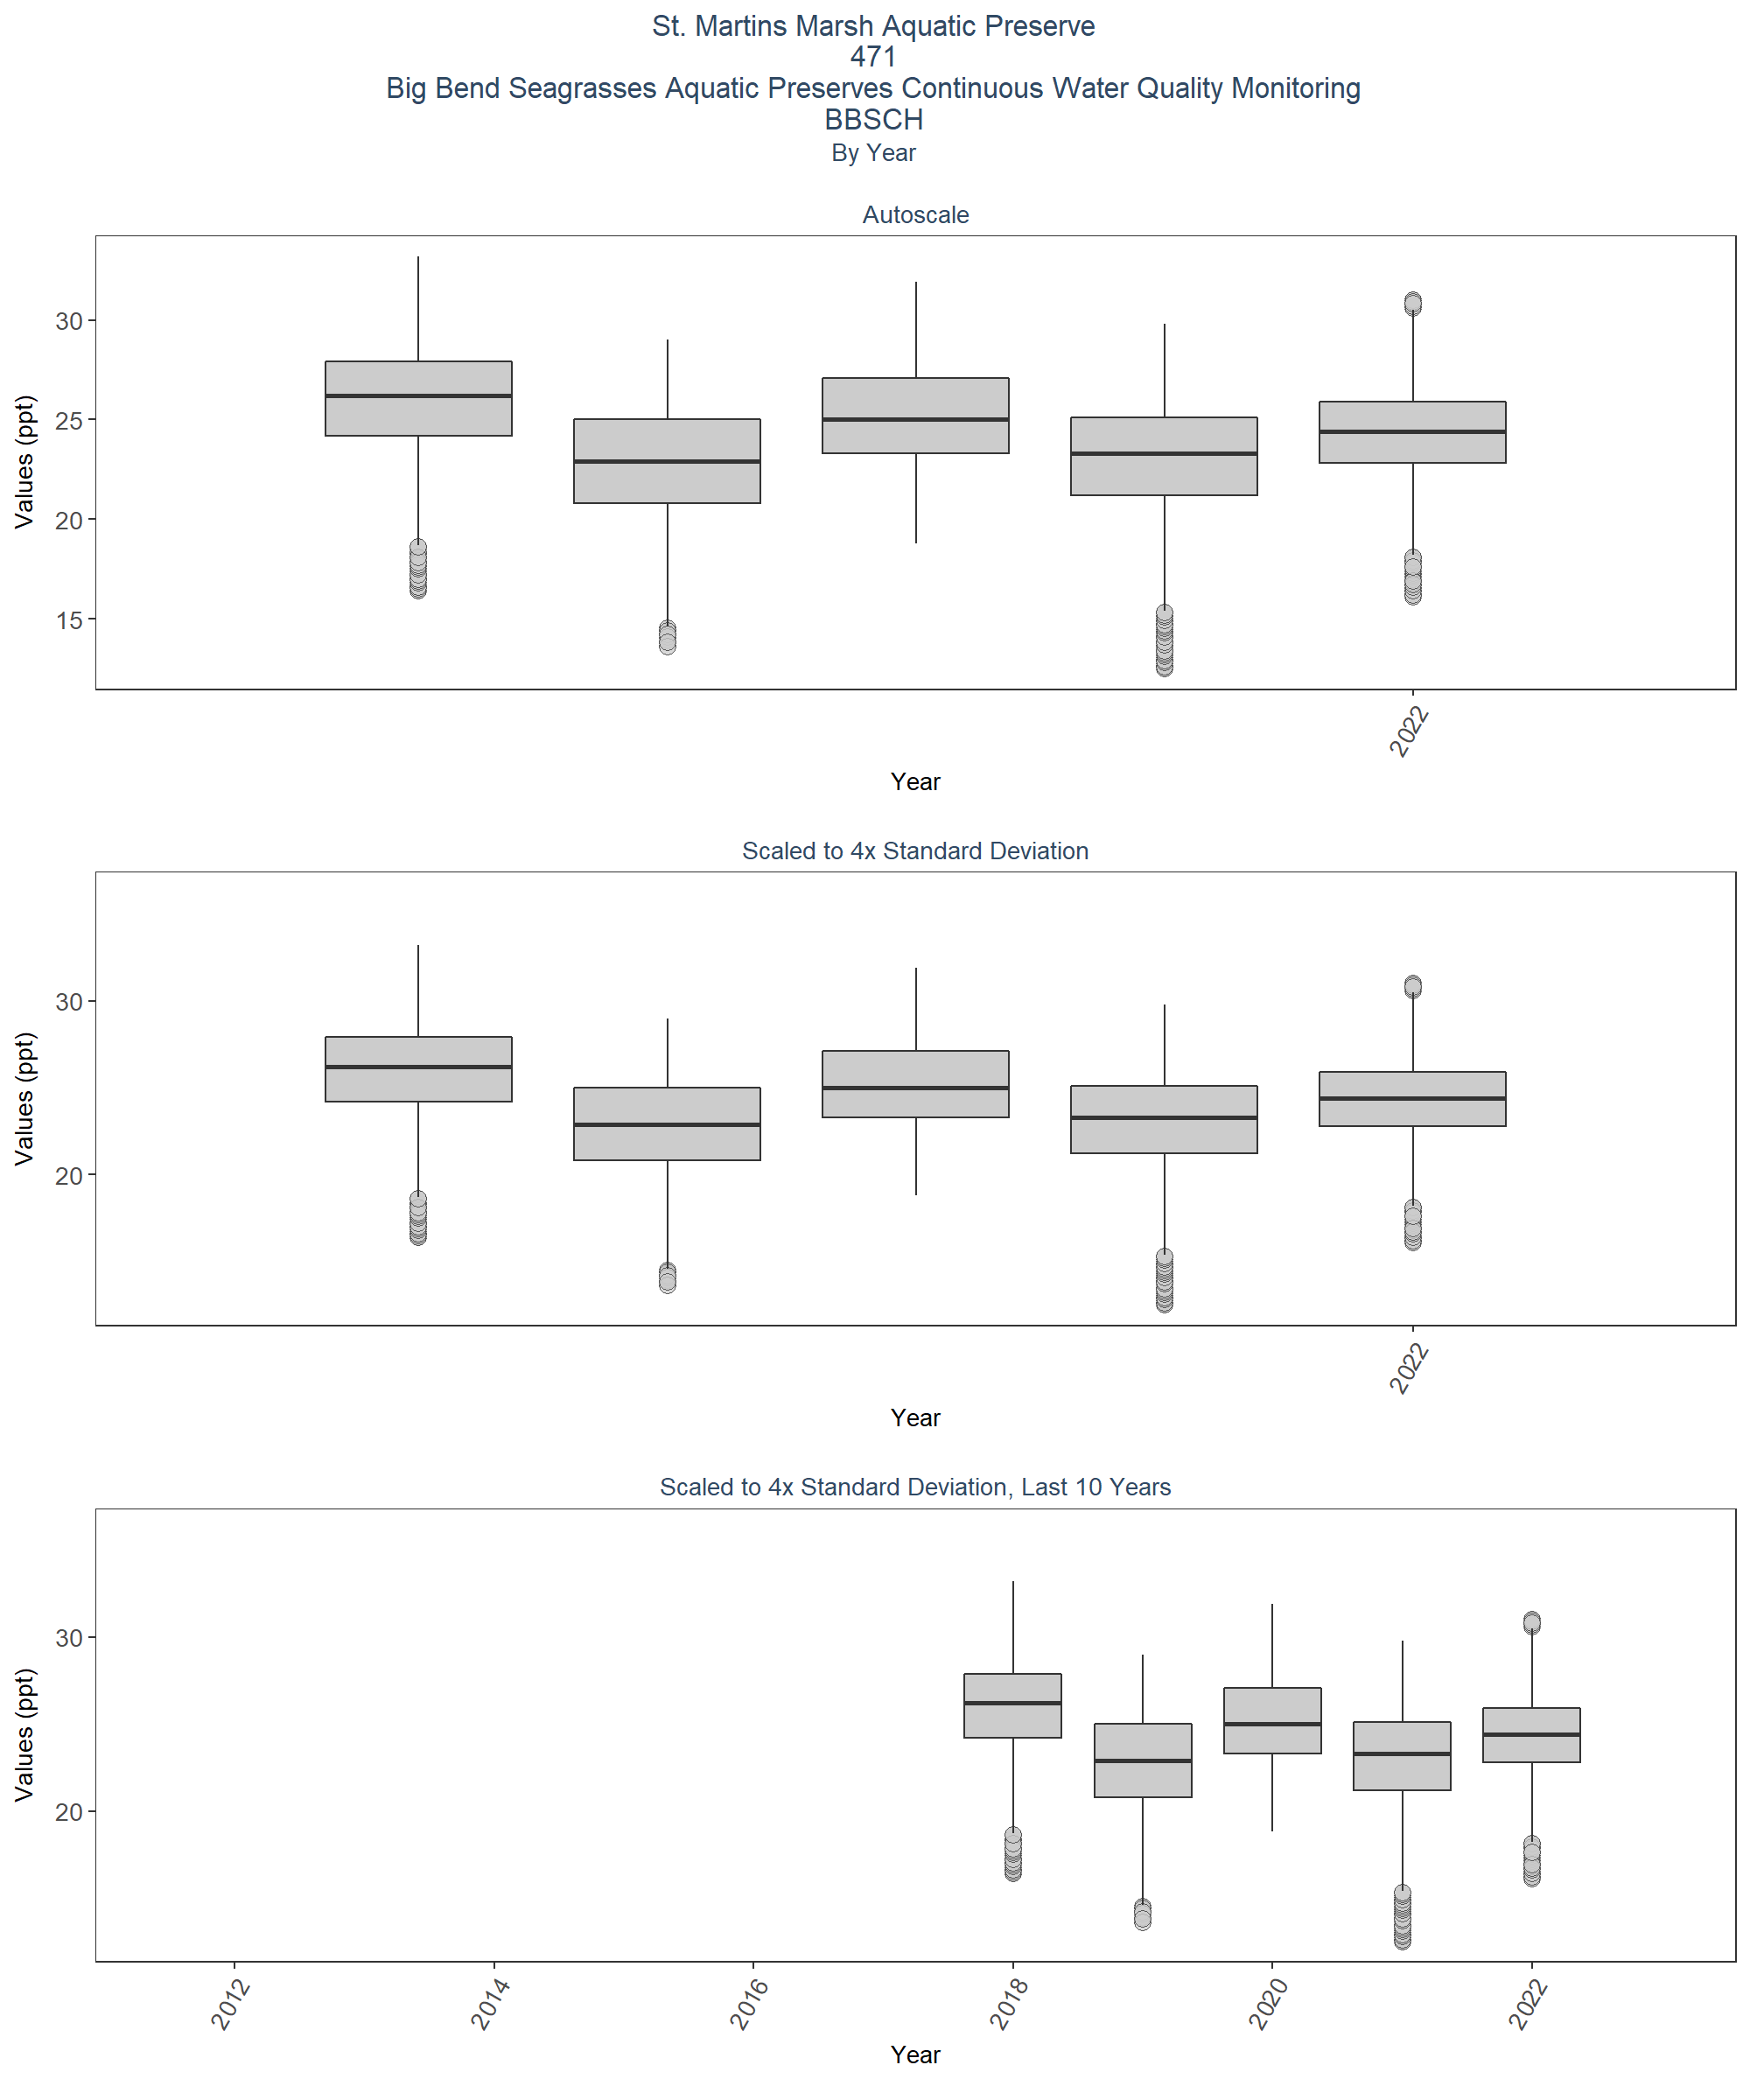 St. Martins Marsh Aquatic Preserve
471
Big Bend Seagrasses Aquatic Preserves Continuous Water Quality Monitoring
BBSCH
By Year
Autoscale
Values (ppt)
30
25
20
15
2022
Year
Scaled to 4x Standard Deviation
Values (ppt)
30
20
2022
Year
Scaled to 4x Standard Deviation, Last 10 Years
Values (ppt)
30
20
2012 2014 2016 2018 2020 2022
Year